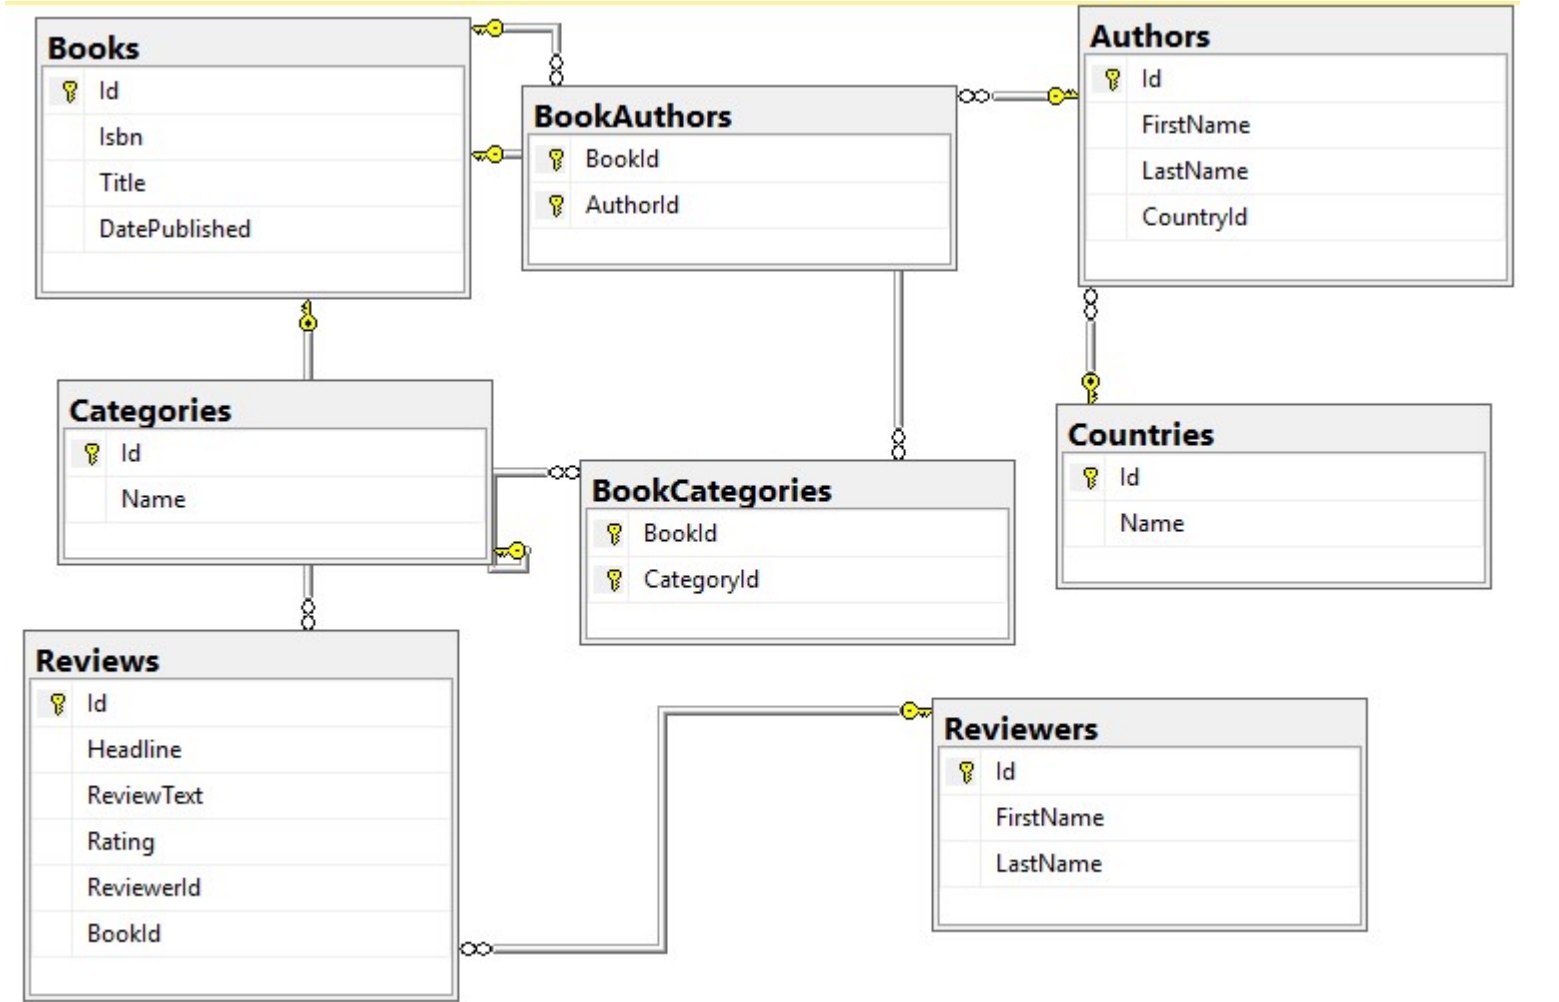 Books
Id
Isbn
Title
DatePublished
BookAuthors
BookId
AuthorId
Authors
Id
FirstName
LastName
CountryId
Categories
Id
Name
BookCategories
BookId
CategoryId
Countries
Id
Name
Reviews
Id
Headline
ReviewText
Rating
ReviewerId
BookId
Reviewers
Id
FirstName
LastName